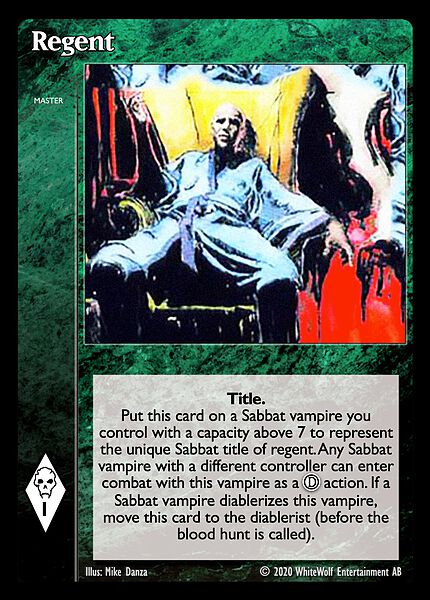 Regent
MASTER
Title.
Put this card on a Sabbat vampire you
control with a capacity above 7 to represent
the unique Sabbat title of regent. Any Sabbat
vampire with a different controller can enter
combat with this vampire as a Ⓓ action. If a
Sabbat vampire diablerizes this vampire,
move this card to the diablerist (before the
blood hunt is called).
1
Illus: Mike Danza © 2020 WhiteWolf Entertainment AB